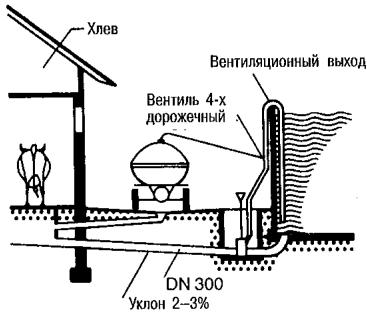 Хлев
Вентиляционный выход
Вентиль 4-х
дорожечный
DN 300
Уклон 2–3%